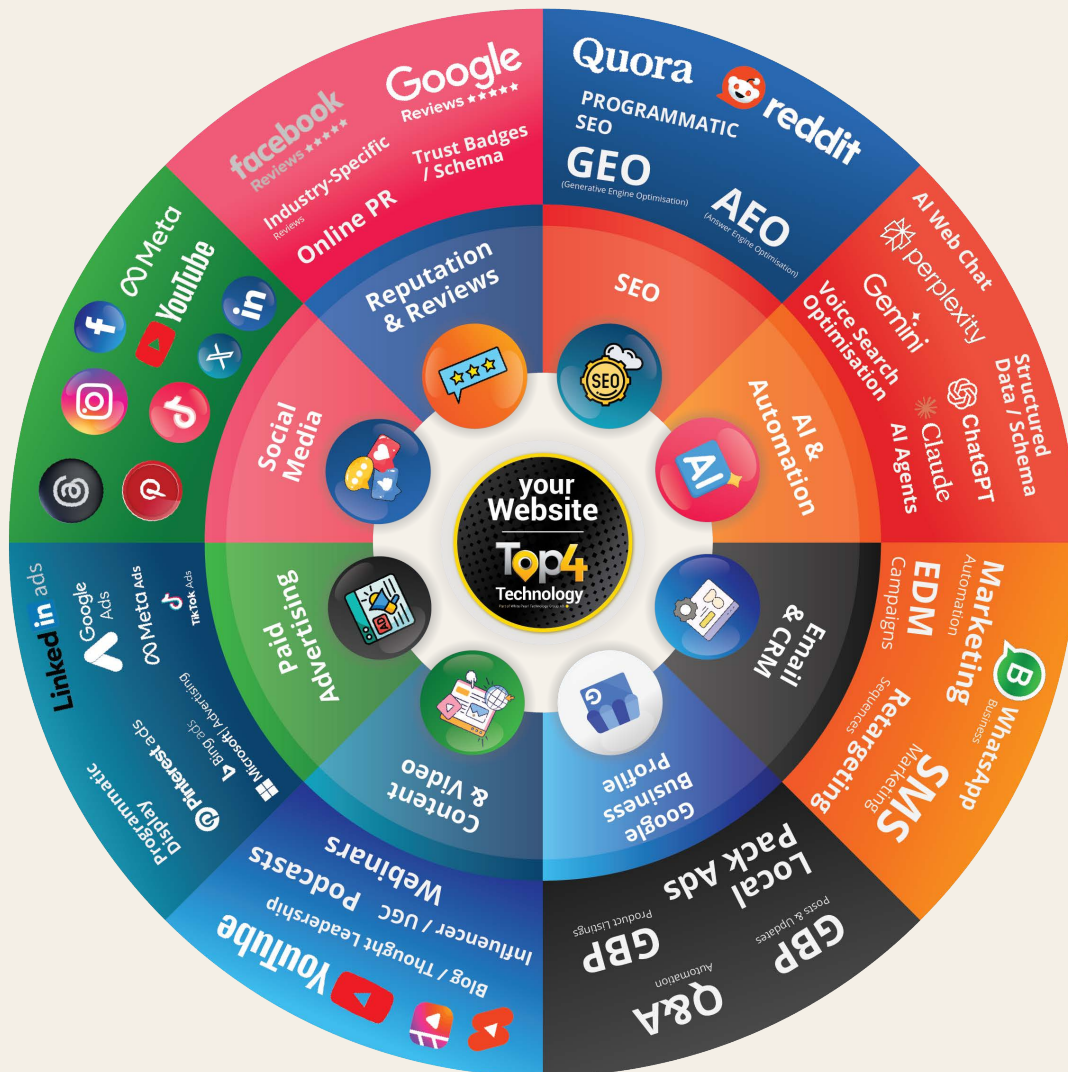 your
Website
Top4
Technology
SEO
SEO
Quora
reddit
PROGRAMMATIC
SEO
GEO
(Generative Engine Optimisation)
AEO
(Answer Engine Optimisation)
AI &
Automation
AI
AI Web Chat
perplexity
Gemini
Voice Search
Optimisation
Structured
Data / Schema
ChatGPT
Claude
AI Agents
Email
& CRM
Marketing
Automation
EDM
Campaigns
WhatsApp
Business
Retargeting
Sequences
SMS
Marketing
Google
Business
Profile
G
Local
Pack Ads
GBP
Posts & Updates
GBP
Product Listings
Q&A
Automation
Content
& Video
Webinars
Podcasts
Influencer / UGC
Blog / Thought Leadership
YouTube
Paid
Advertising
AD
Linked in ads
Google
Ads
Meta Ads
TikTok Ads
Microsoft | Advertising
Bing ads
Pinterest ads
Programmatic
Display
Social
Media
Meta
YouTube
f
in
X
Reputation
& Reviews
facebook
Reviews
Google
Reviews
Industry-Specific
Reviews
Trust Badges
/ Schema
Online PR